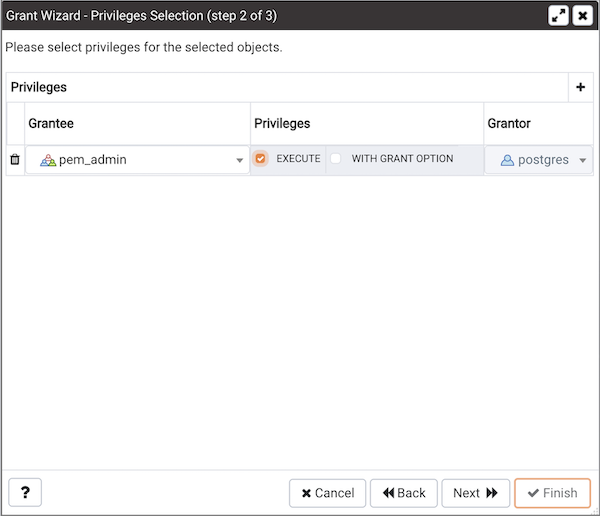 Grant Wizard - Privileges Selection (step 2 of 3)
Please select privileges for the selected objects.
Privileges
Grantee Privileges Grantor
pem_admin EXECUTE WITH GRANT OPTION postgres
? Cancel Back Next Finish